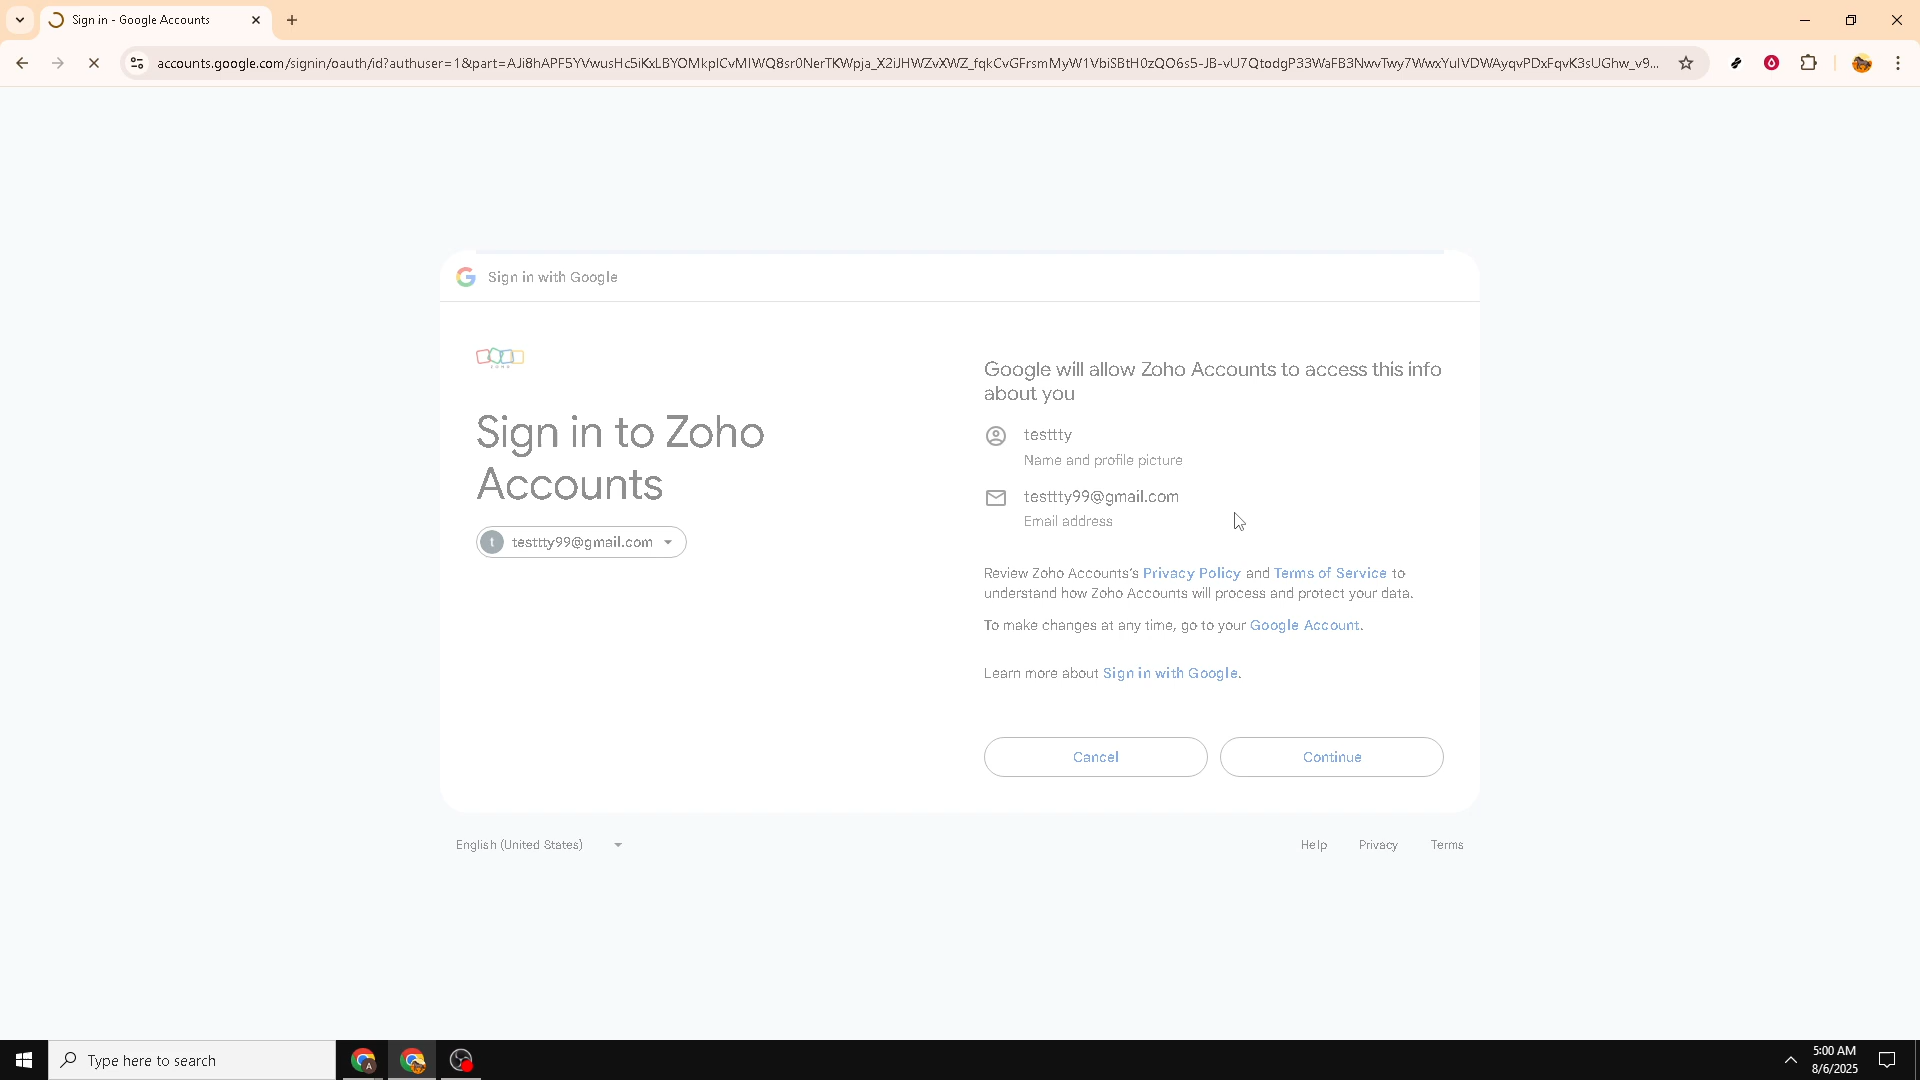 Sign in - Google Accounts
accounts.google.com/signin/oauth/id?authuser=1&part=AJi8hAPF5YVwusHc5iKxLBYOMkpICvMIWQ8sr0NerTKWpja_X2iJHWZvXWZ_fqkCvGFrsmMyW1VbiSBtH0zQO6s5-JB-vU7QtodgP33WaFB3NwvTwy7WwxYuIVDWAyqvPDxFqvK3sUGhw_v9...
Sign in with Google
ZOHO
Sign in to Zoho
Accounts
t testtty99@gmail.com
Google will allow Zoho Accounts to access this info
about you
testtty
Name and profile picture
testtty99@gmail.com
Email address
Review Zoho Accounts's Privacy Policy and Terms of Service to
understand how Zoho Accounts will process and protect your data.
To make changes at any time, go to your Google Account.
Learn more about Sign in with Google.
Cancel Continue
English (United States) Help Privacy Terms
Type here to search
A
5:00 AM
8/6/2025